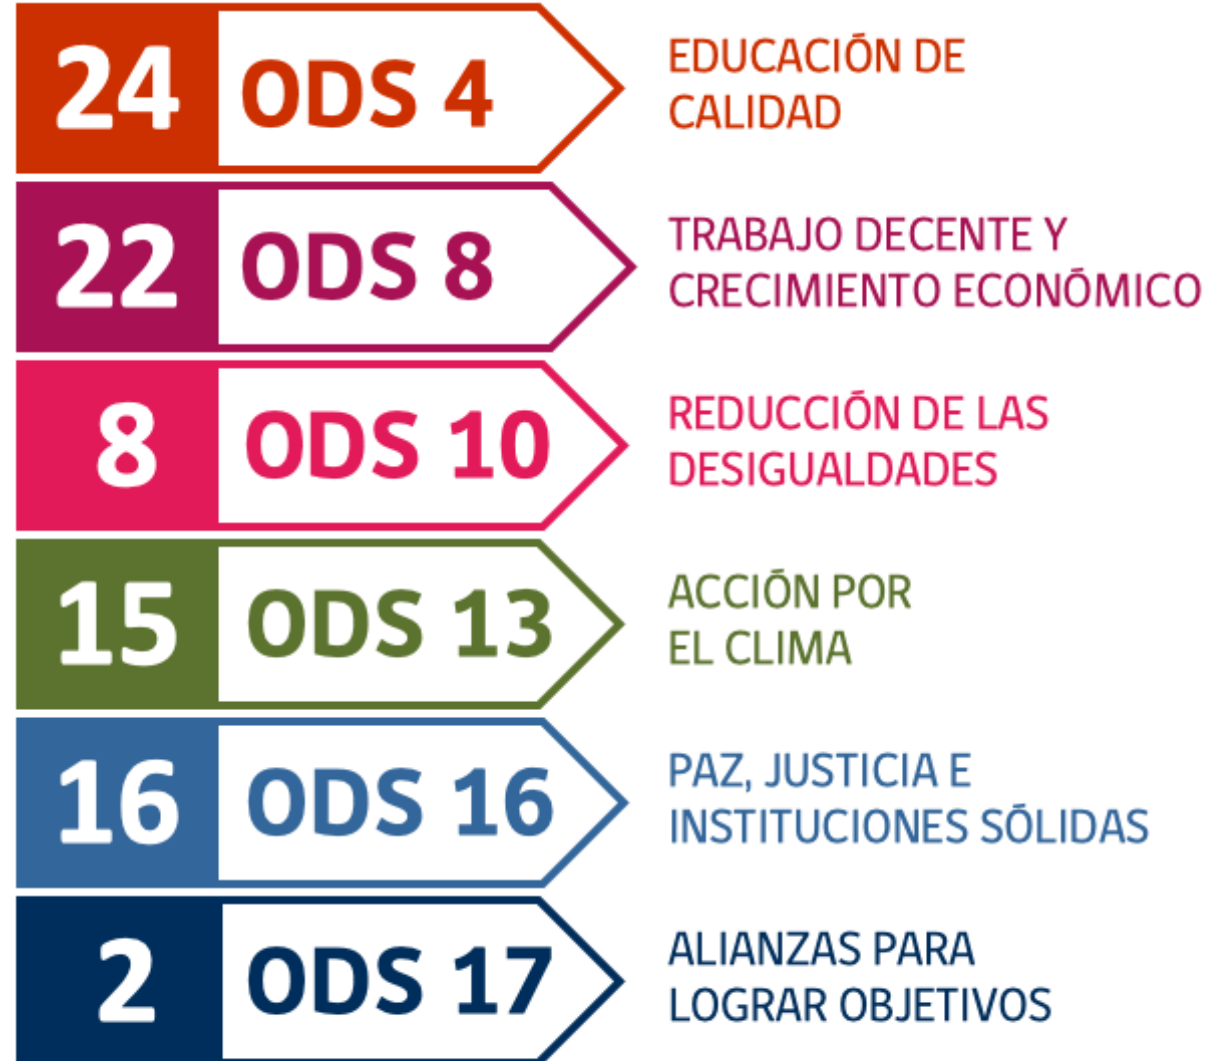 24 ODS 4
EDUCACIÓN DE
CALIDAD
22 ODS 8
TRABAJO DECENTE Y
CRECIMIENTO ECONÓMICO
8 ODS 10
REDUCCIÓN DE LAS
DESIGUALDADES
15 ODS 13
ACCIÓN POR
EL CLIMA
16 ODS 16
PAZ, JUSTICIA E
INSTITUCIONES SÓLIDAS
2 ODS 17
ALIANZAS PARA
LOGRAR OBJETIVOS